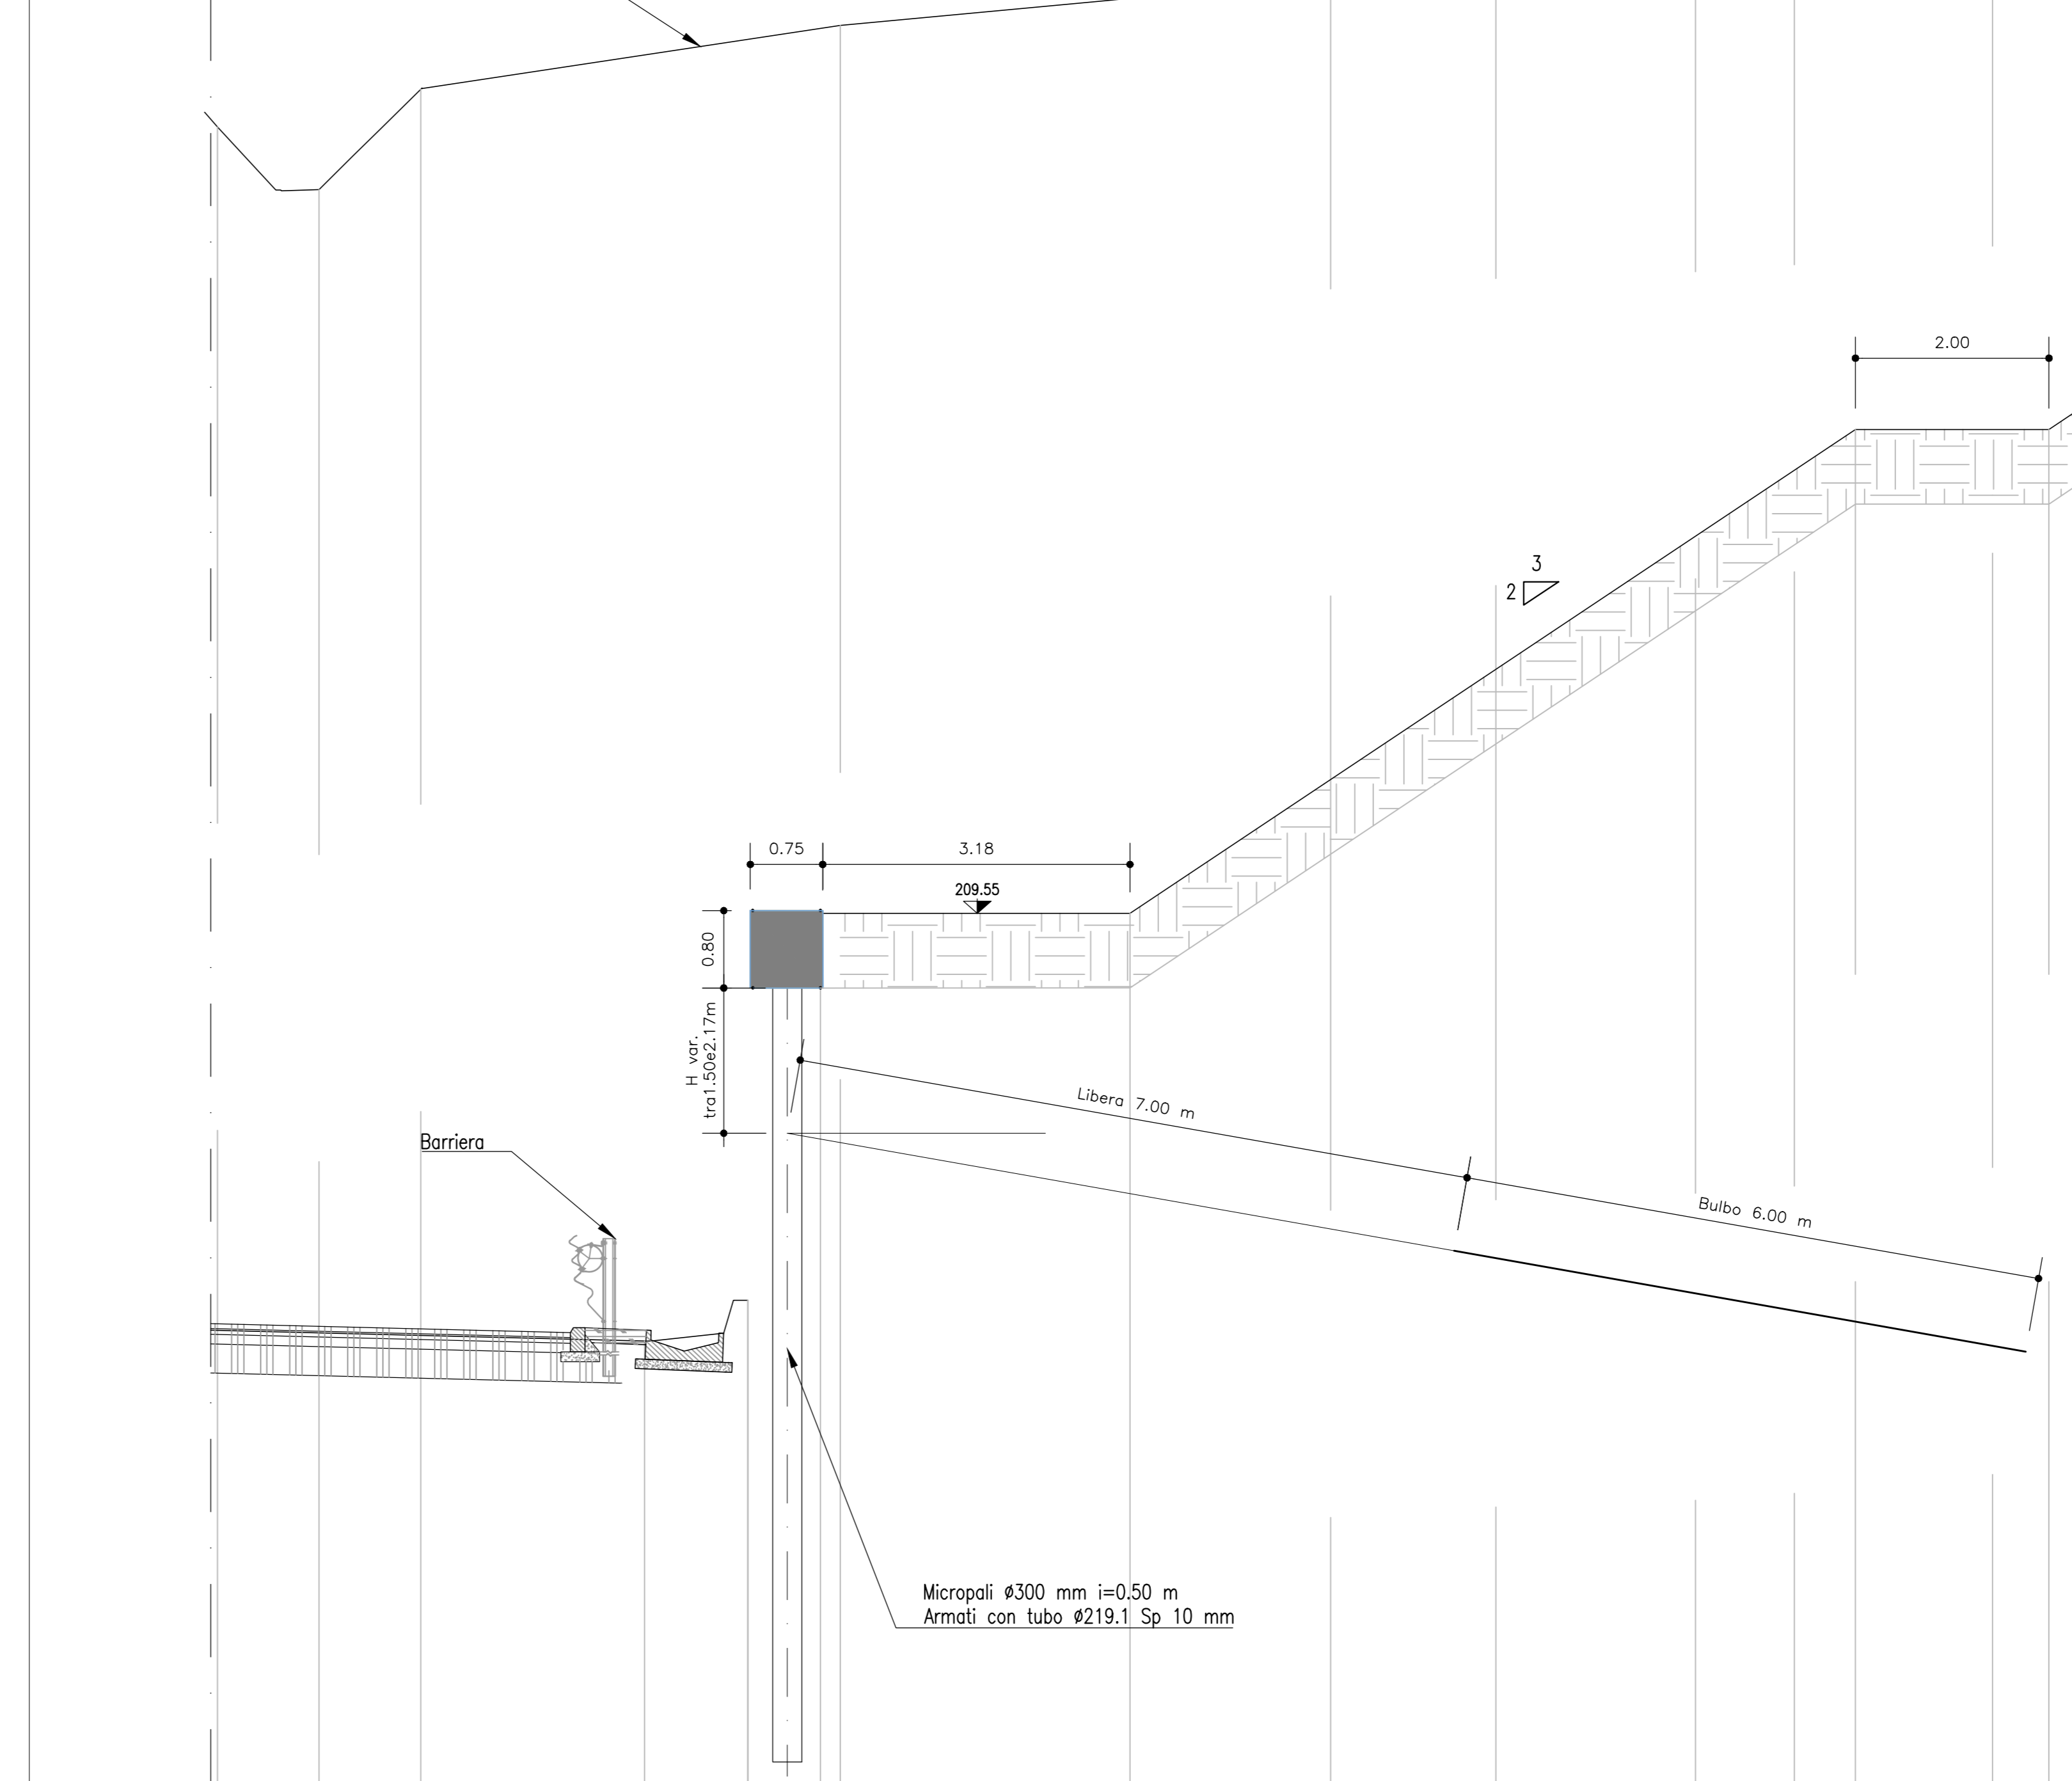 2.00
3
2
0.75
3.18
209.55
0.80
H var.
tra1.50e2.17m
Libera 7.00 m
Barriera
Bulbo 6.00 m
Micropali Ø300 mm i=0.50 m
Armati con tubo Ø219.1 Sp 10 mm